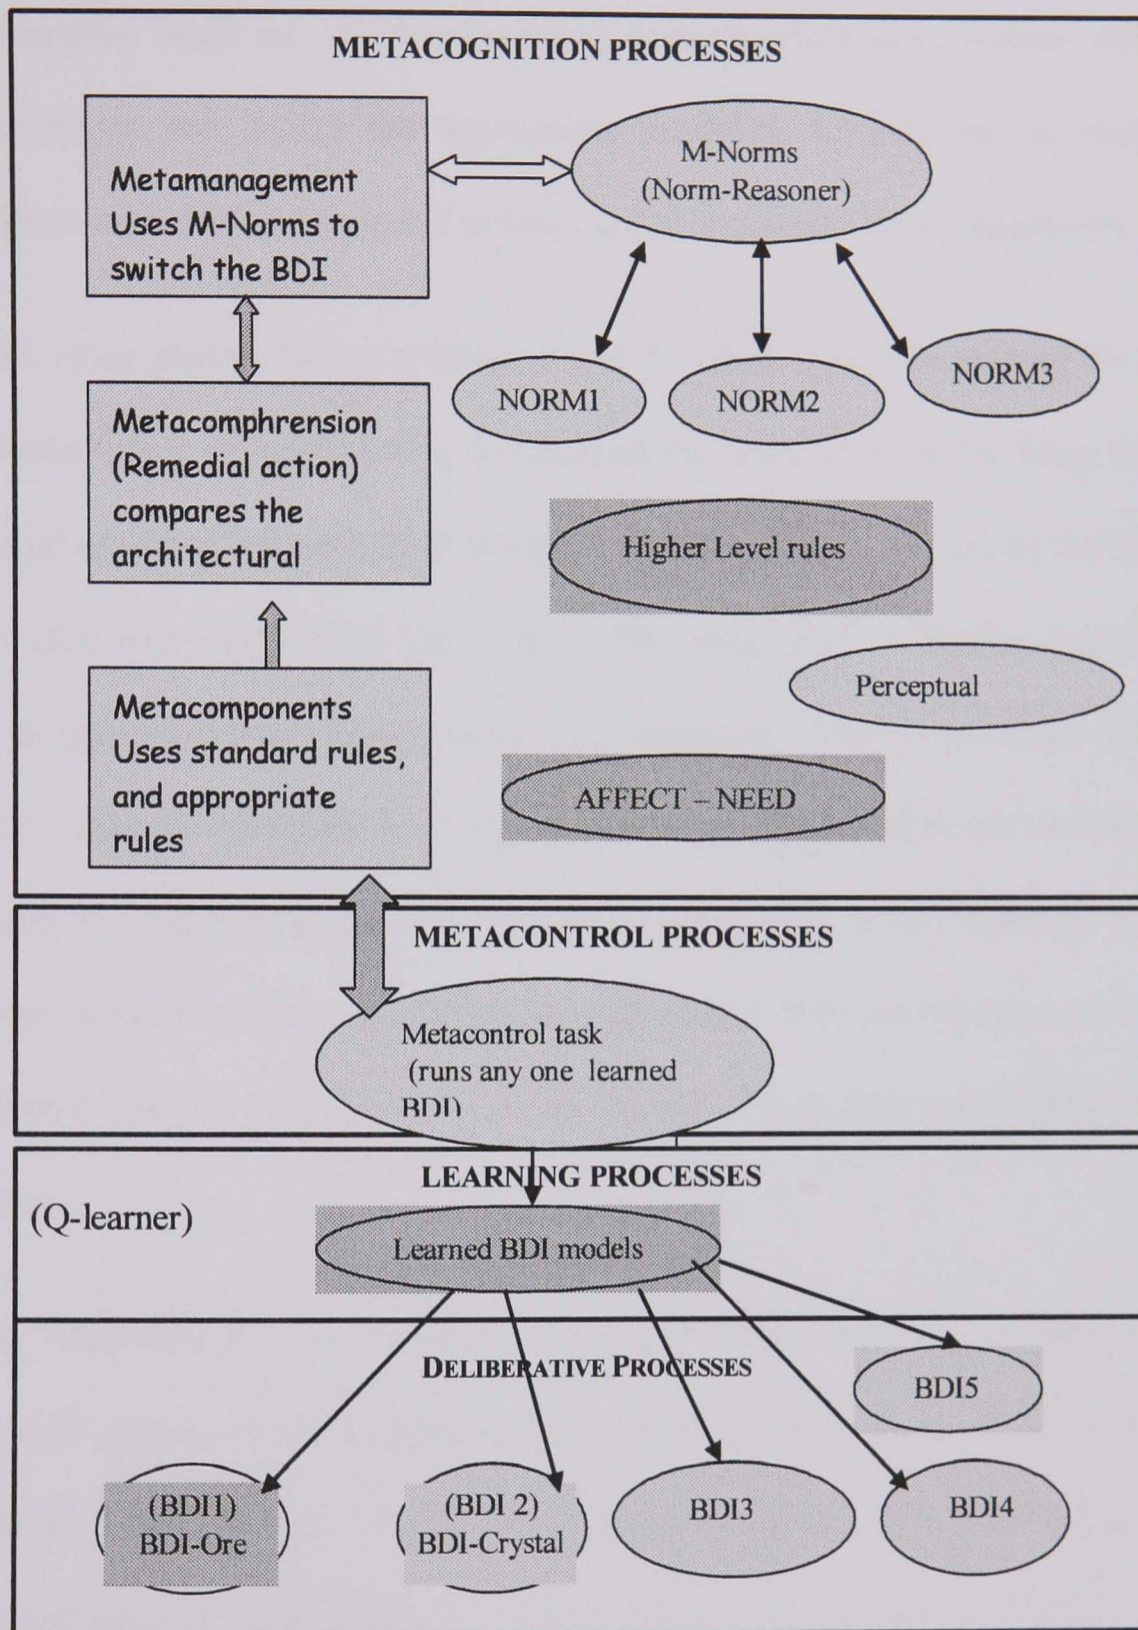 METACOGNITION PROCESSES
Metamanagement
Uses M-Norms to
switch the BDI
M-Norms
(Norm-Reasoner)
NORM1
NORM2
NORM3
Metacomphrension
(Remedial action)
compares the
architectural
Higher Level rules
Perceptual
Metacomponents
Uses standard rules,
and appropriate
rules
AFFECT – NEED
METACONTROL PROCESSES
Metacontrol task
(runs any one learned
BDI)
LEARNING PROCESSES
(Q-learner)
Learned BDI models
DELIBERATIVE PROCESSES
BDI5
(BDI1)
BDI-Ore
(BDI 2)
BDI-Crystal
BDI3
BDI4